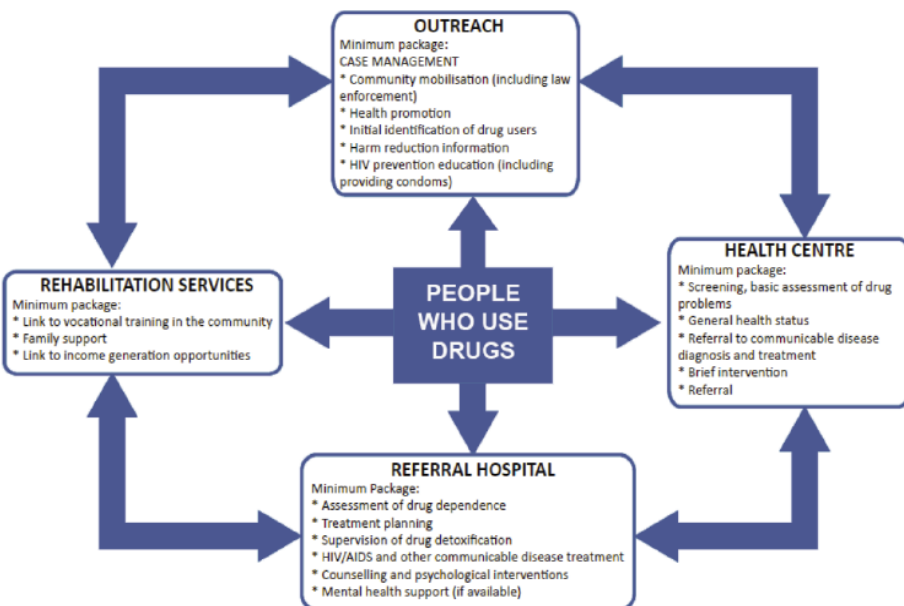 OUTREACH
Minimum package:
CASE MANAGEMENT
* Community mobilisation (including law
enforcement)
* Health promotion
* Initial identification of drug users
* Harm reduction information
* HIV prevention education (including
providing condoms)
REHABILITATION SERVICES
Minimum package:
* Link to vocational training in the community
* Family support
* Link to income generation opportunities
PEOPLE
WHO USE
DRUGS
HEALTH CENTRE
Minimum package:
* Screening, basic assessment of drug
problems
* General health status
* Referral to communicable disease
diagnosis and treatment
* Brief intervention
* Referral
REFERRAL HOSPITAL
Minimum Package:
* Assessment of drug dependence
* Treatment planning
* Supervision of drug detoxification
* HIV/AIDS and other communicable disease treatment
* Counselling and psychological interventions
* Mental health support (if available)